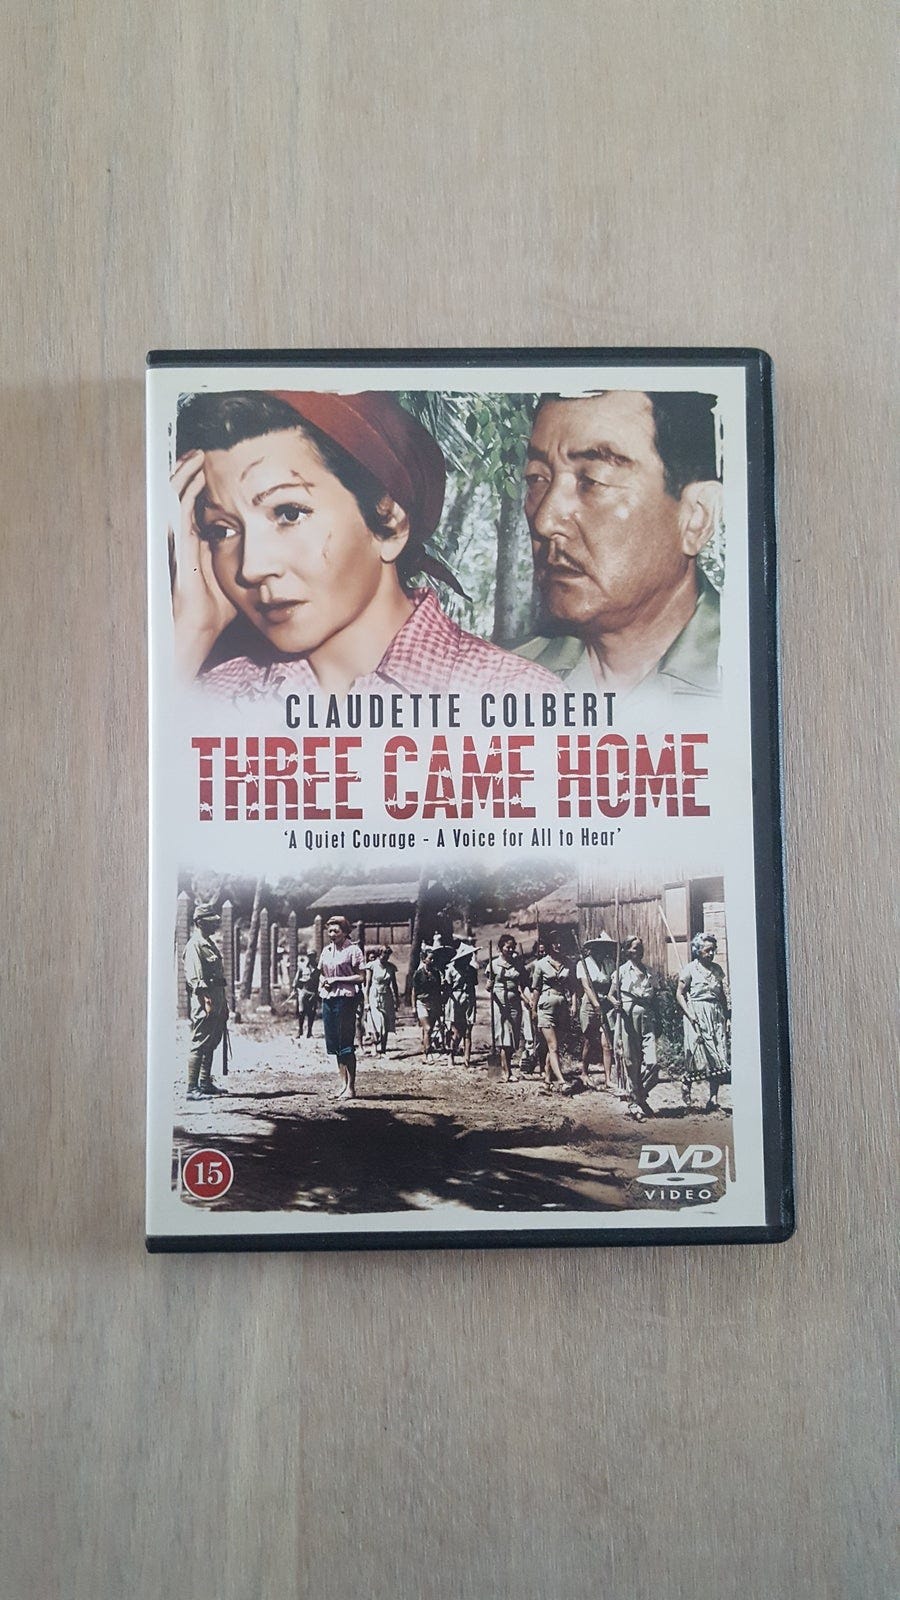 CLAUDETTE COLBERT
THREE CAME HOME
'A Quiet Courage - A Voice for All to Hear'
15
DVD
VIDEO